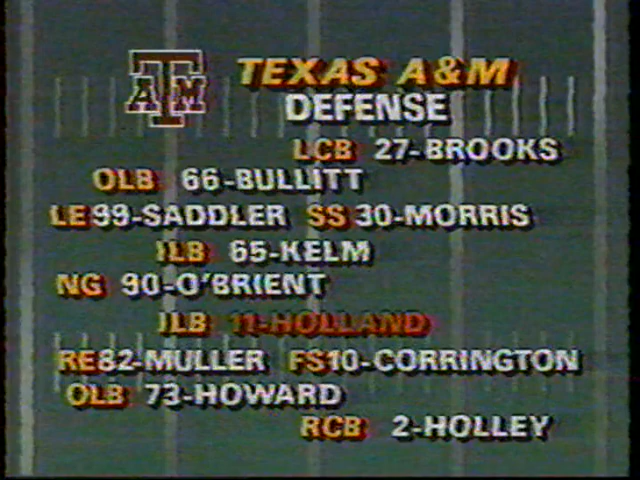 ATM TEXAS A&M
DEFENSE
LCB 27-BROOKS
OLB 66-BULLITT
LE 99-SADDLER SS 30-MORRIS
ILB 65-KELM
NG 90-O'BRIENT
ILB 11-HOLLAND
RE 82-MULLER FS 10-CORRINGTON
OLB 73-HOWARD
RCB 2-HOLLEY